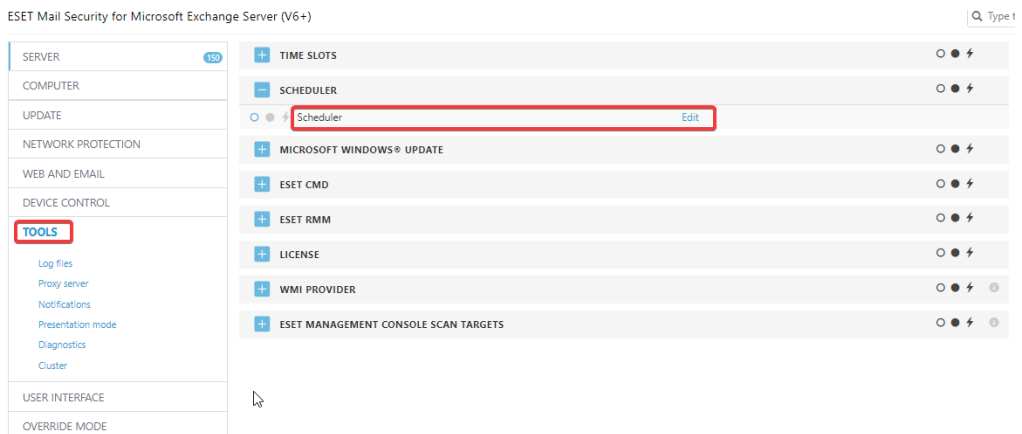 ESET Mail Security for Microsoft Exchange Server (V6+)
Type t
SERVER
150
COMPUTER
UPDATE
NETWORK PROTECTION
WEB AND EMAIL
DEVICE CONTROL
TOOLS
Log files
Proxy server
Notifications
Presentation mode
Diagnostics
Cluster
USER INTERFACE
OVERRIDE MODE
TIME SLOTS
SCHEDULER
Scheduler Edit
MICROSOFT WINDOWS® UPDATE
ESET CMD
ESET RMM
LICENSE
WMI PROVIDER
ESET MANAGEMENT CONSOLE SCAN TARGETS